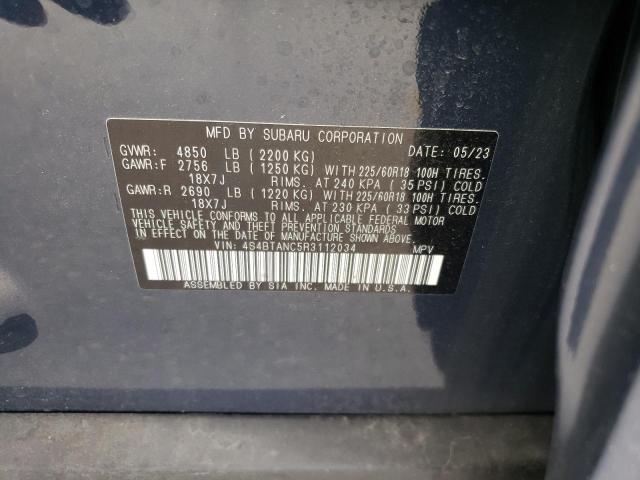 MFD BY SUBARU CORPORATION
GVWR: 4850 LB (2200 KG) DATE: 05/23
GAWR:F 2756 LB (1250 KG) WITH 225/60R18 100H TIRES.
18X7J RIMS. AT 240 KPA (35 PSI) COLD
GAWR:R 2690 LB (1220 KG) WITH 225/60R18 100H TIRES.
18X7J RIMS. AT 230 KPA (33 PSI) COLD
THIS VEHICLE CONFORMS TO ALL APPLICABLE FEDERAL MOTOR
VEHICLE SAFETY AND THEFT PREVENTION STANDARDS
IN EFFECT ON THE DATE OF MANUFACTURE SHOWN ABOVE.
VIN: 4S4BTANC5R3112034 MPV
ASSEMBLED BY SIA INC. MADE IN U.S.A.